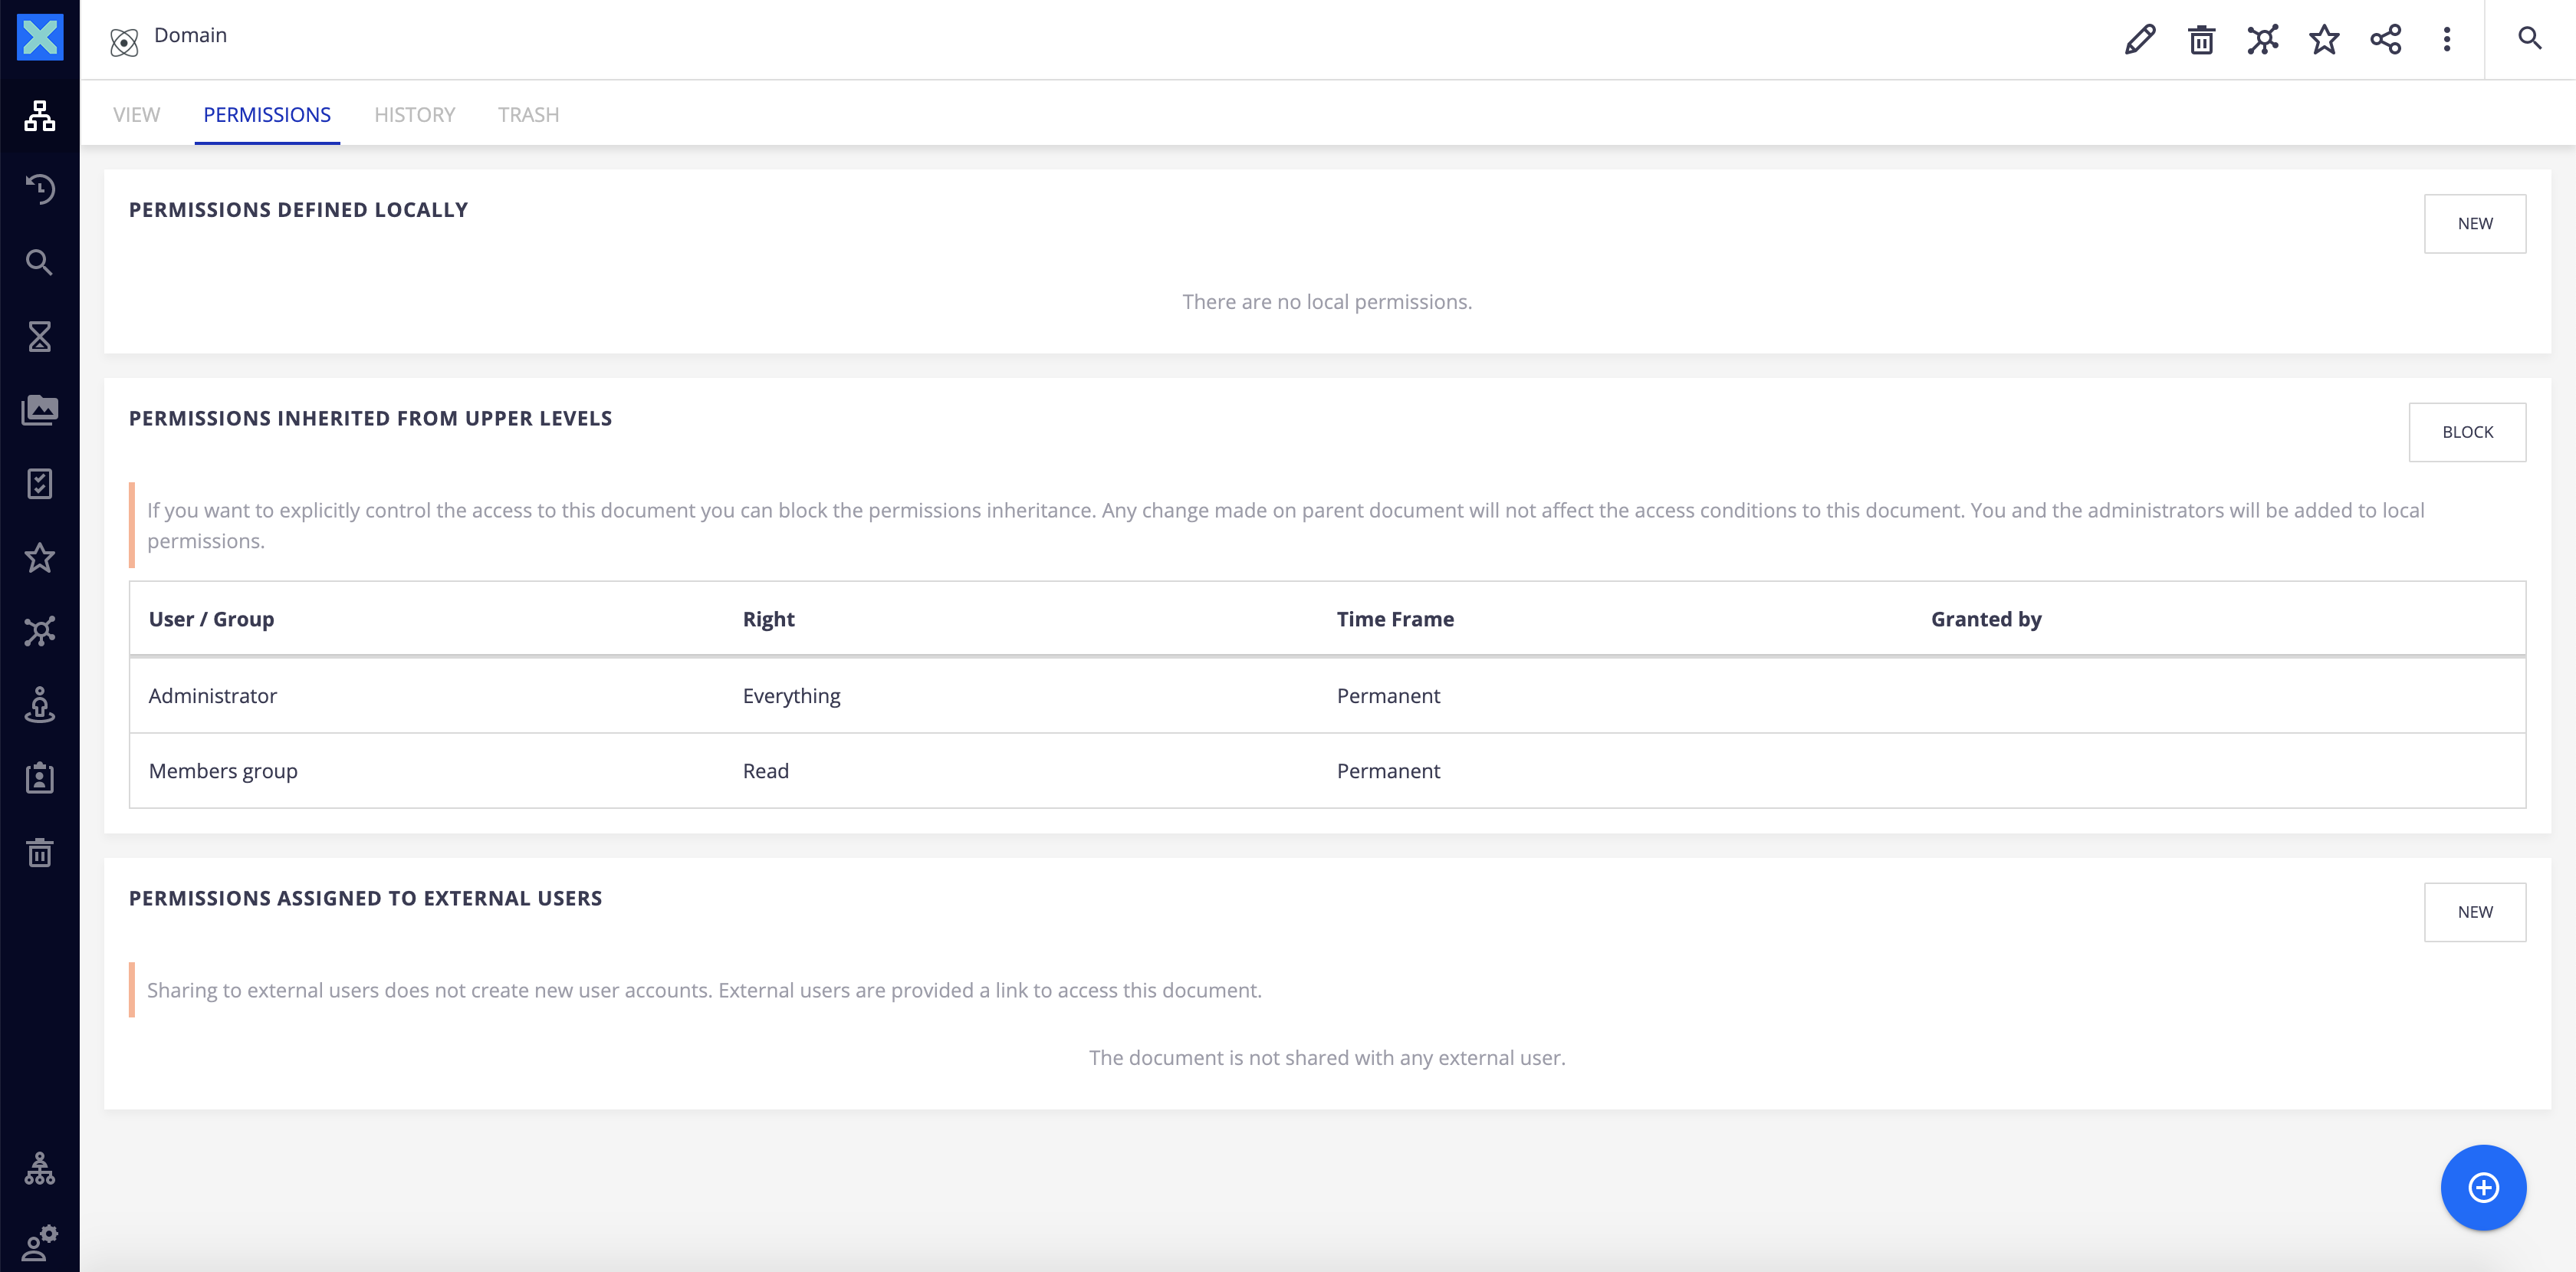 Domain
VIEW PERMISSIONS HISTORY TRASH
PERMISSIONS DEFINED LOCALLY
NEW
There are no local permissions.
PERMISSIONS INHERITED FROM UPPER LEVELS
BLOCK
If you want to explicitly control the access to this document you can block the permissions inheritance. Any change made on parent document will not affect the access conditions to this document. You and the administrators will be added to local
permissions.
User / Group Right Time Frame Granted by
Administrator Everything Permanent
Members group Read Permanent
PERMISSIONS ASSIGNED TO EXTERNAL USERS
NEW
Sharing to external users does not create new user accounts. External users are provided a link to access this document.
The document is not shared with any external user.